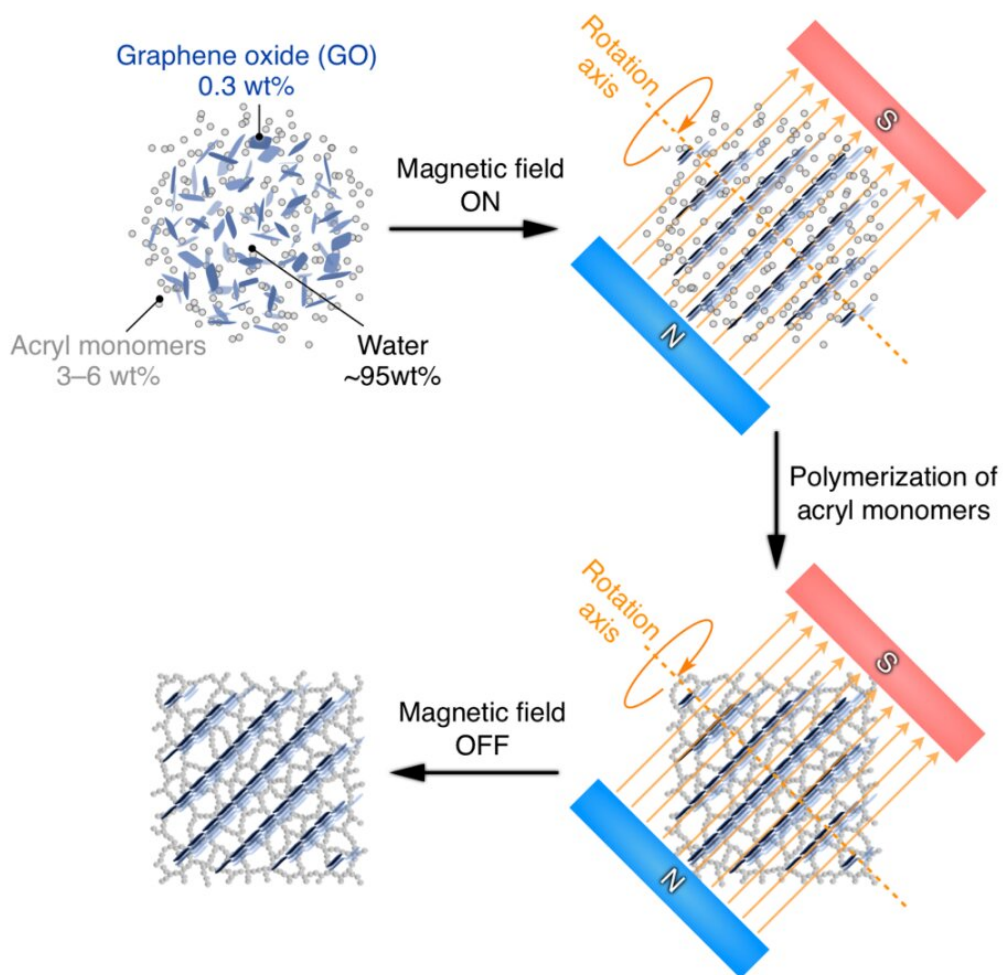 Graphene oxide (GO)
0.3 wt%
Acryl monomers
3–6 wt%
Water
~95wt%
Magnetic field
ON
Rotation
axis
S
N
Polymerization of
acryl monomers
Rotation
axis
S
N
Magnetic field
OFF